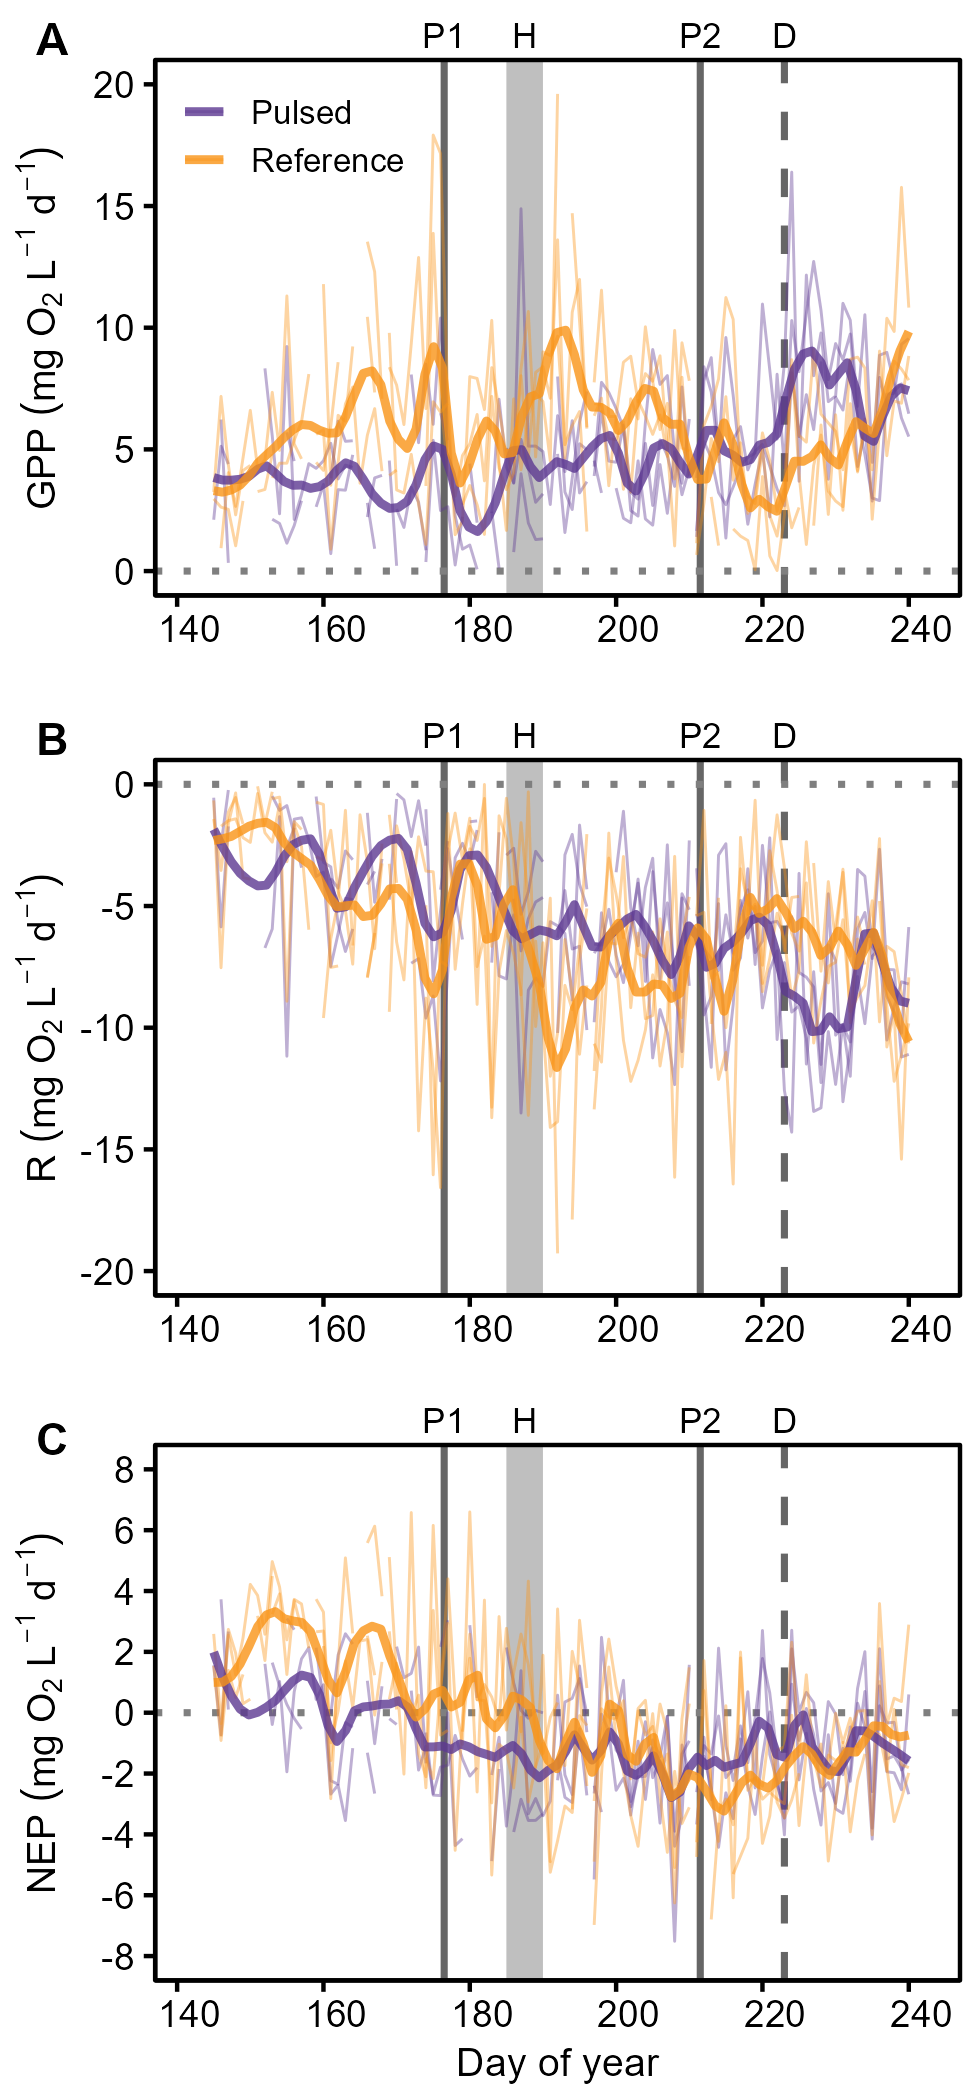 A
P1 H P2 D
20
15
10
5
0
GPP (mg O₂ L⁻¹ d⁻¹)
Pulsed
Reference
140 160 180 200 220 240
B
P1 H P2 D
0
-5
-10
-15
-20
R (mg O₂ L⁻¹ d⁻¹)
140 160 180 200 220 240
C
P1 H P2 D
8
6
4
2
0
-2
-4
-6
-8
NEP (mg O₂ L⁻¹ d⁻¹)
140 160 180 200 220 240
Day of year